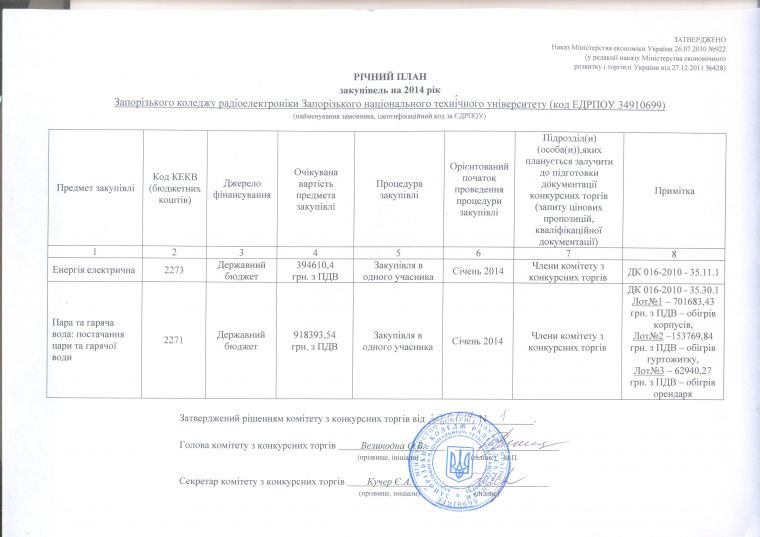 ЗАТВЕРДЖЕНО
Наказ Міністерства економіки України 26.07.2010 №922
(у редакції наказу Міністерства економічного
розвитку і торгівлі України від 27.12.2011 №428)
РІЧНИЙ ПЛАН
закупівель на 2014 рік
Запорізького коледжу радіоелектроніки Запорізького національного технічного університету (код ЕДРПОУ 34910699)
(найменування замовника, ідентифікаційний код за ЄДРПОУ)
Предмет закупівлі
Код КЕКВ
(бюджетних
коштів)
Джерело
фінансування
Очікувана
вартість
предмета
закупівлі
Процедура
закупівлі
Орієнтований
початок
проведення
процедури
закупівлі
Підрозділ(и)
(особа(и)),яких
планується залучити
до підготовки
документації
конкурсних торгів
(запиту цінових
пропозицій,
кваліфікаційної
документації)
Примітка
1 2 3 4 5 6 7 8
Енергія електрична
2273
Державний
бюджет
394610,4
грн. з ПДВ
Закупівля в
одного учасника
Січень 2014
Члени комітету з
конкурсних торгів
ДК 016-2010 - 35.11.1
Пара та гаряча
вода: постачання
пари та гарячої
води
2271
Державний
бюджет
918393,54
грн. з ПДВ
Закупівля в
одного учасника
Січень 2014
Члени комітету з
конкурсних торгів
ДК 016-2010 - 35.30.1
Лот№1 – 701683,43
грн. з ПДВ – обігрів
корпусів,
Лот№2 –153769,84
грн. з ПДВ – обігрів
гуртожитку,
Лот№3 – 62940,27
грн. з ПДВ – обігрів
орендаря
Затверджений рішенням комітету з конкурсних торгів від N 1
Голова комітету з конкурсних торгів Великодна О.В.
(прізвище, ініціали) (підпис) М.П.
Секретар комітету з конкурсних торгів Кучер Є.А.
(прізвище, ініціали) (підпис)